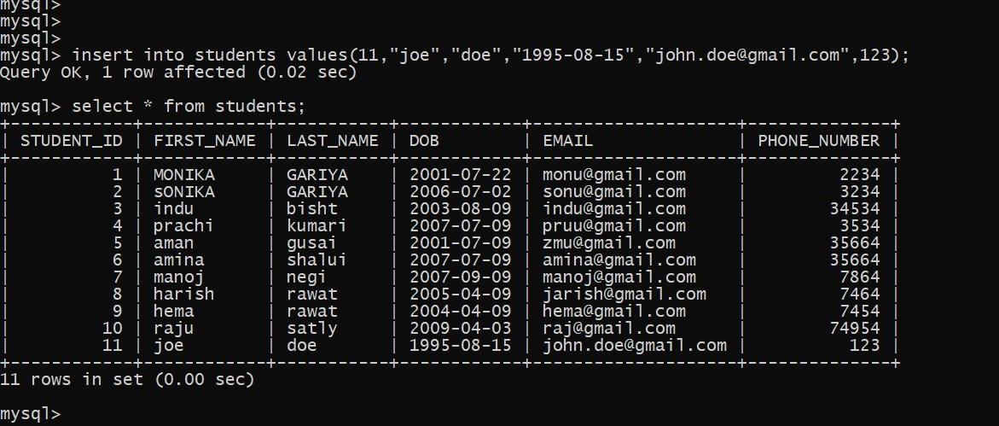 mysql>
mysql>
mysql>
mysql> insert into students values(11,"joe","doe","1995-08-15","john.doe@gmail.com",123);
Query OK, 1 row affected (0.02 sec)

mysql> select * from students;
+------------+------------+-----------+------------+--------------------+--------------+
| STUDENT_ID | FIRST_NAME | LAST_NAME | DOB        | EMAIL              | PHONE_NUMBER |
+------------+------------+-----------+------------+--------------------+--------------+
|          1 | MONIKA     | GARIYA    | 2001-07-22 | monu@gmail.com     |         2234 |
|          2 | sONIKA     | GARIYA    | 2006-07-02 | sonu@gmail.com     |         3234 |
|          3 | indu       | bisht     | 2003-08-09 | indu@gmail.com     |        34534 |
|          4 | prachi     | kumari    | 2007-07-09 | pruu@gmail.com     |         3534 |
|          5 | aman       | gusai     | 2001-07-09 | zmu@gmail.com      |        35664 |
|          6 | amina      | shalui    | 2007-07-09 | amina@gmail.com    |        35664 |
|          7 | manoj      | negi      | 2007-09-09 | manoj@gmail.com    |         7864 |
|          8 | harish     | rawat     | 2005-04-09 | jarish@gmail.com   |         7464 |
|          9 | hema       | rawat     | 2004-04-09 | hema@gmail.com     |         7454 |
|         10 | raju       | satly     | 2009-04-03 | raj@gmail.com      |        74954 |
|         11 | joe        | doe       | 1995-08-15 | john.doe@gmail.com |          123 |
+------------+------------+-----------+------------+--------------------+--------------+
11 rows in set (0.00 sec)

mysql>